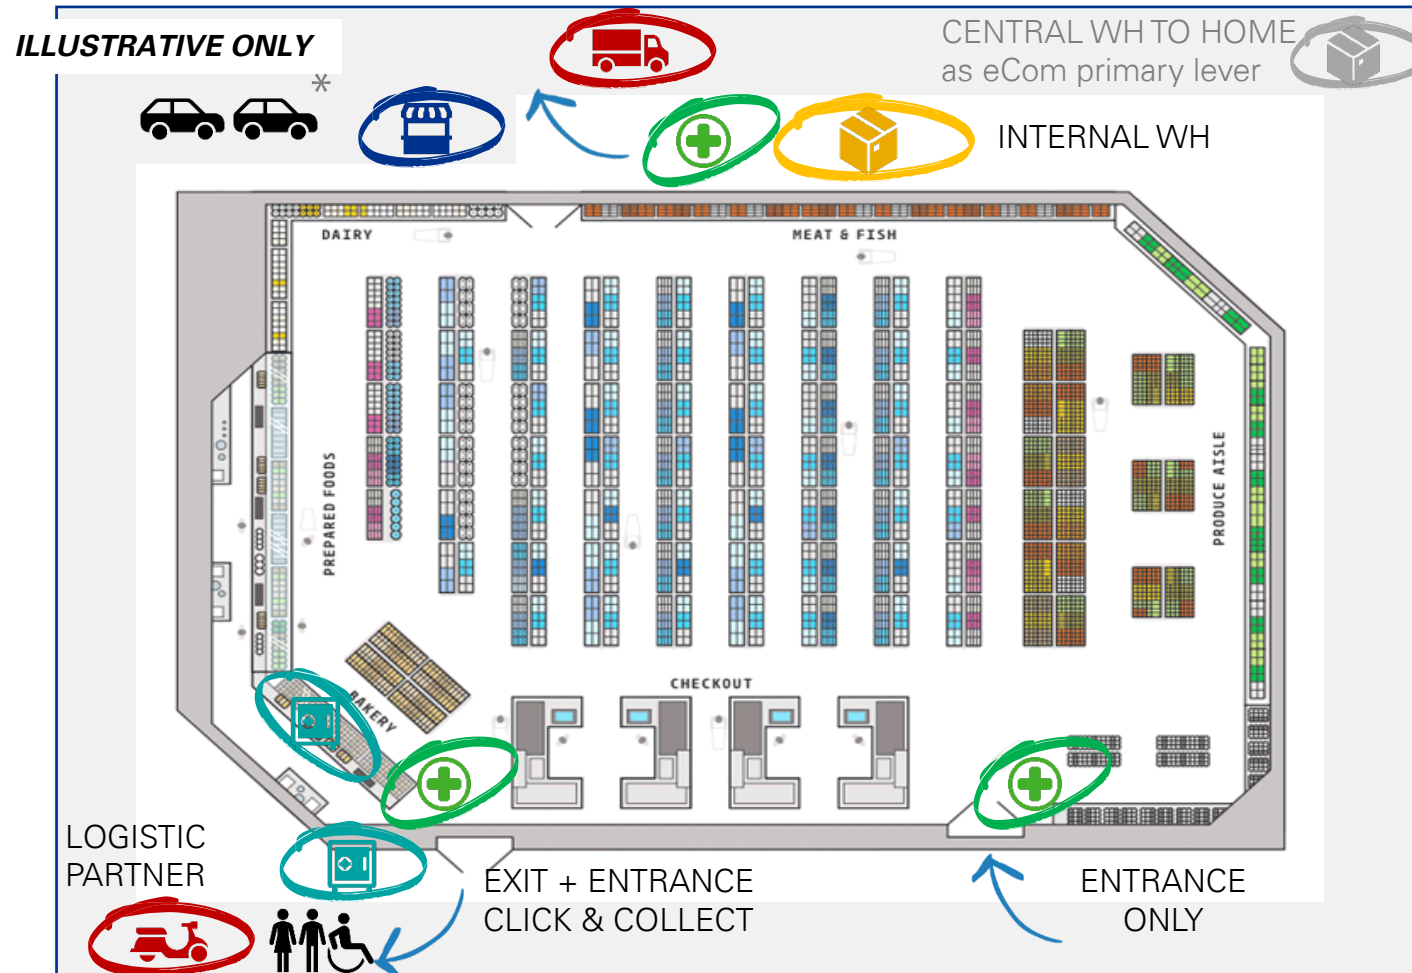 ILLUSTRATIVE ONLY
*
CENTRAL WH TO HOME
as eCom primary lever
INTERNAL WH
DAIRY
MEAT & FISH
PREPARED FOODS
PRODUCE AISLE
BAKERY
CHECKOUT
LOGISTIC
PARTNER
EXIT + ENTRANCE
CLICK & COLLECT
ENTRANCE
ONLY